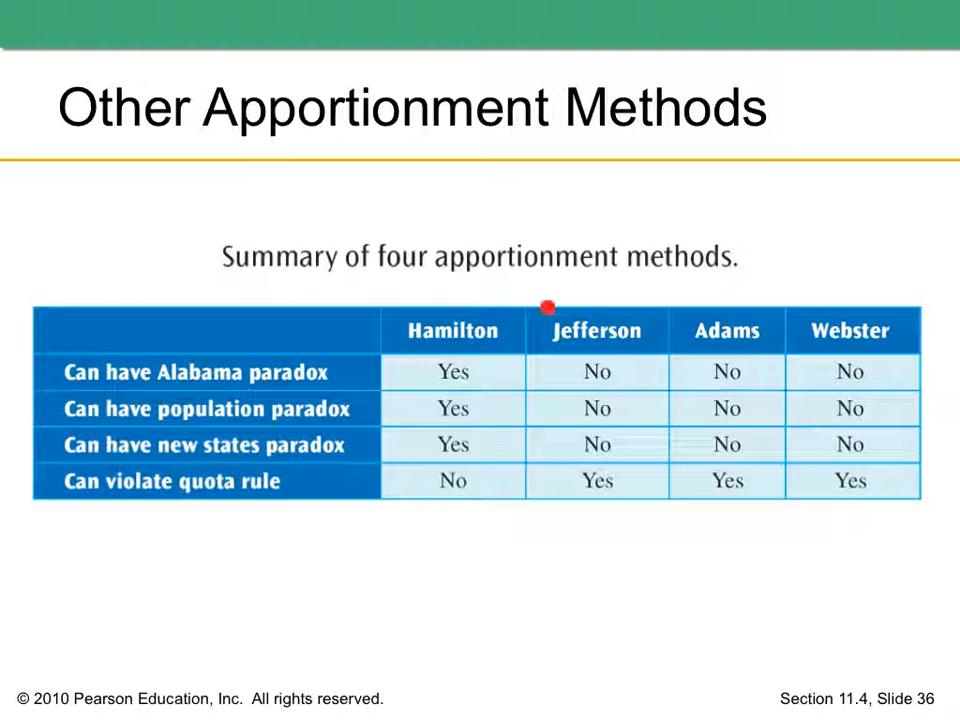 Other Apportionment Methods
Summary of four apportionment methods.
Hamilton Jefferson Adams Webster
Can have Alabama paradox Yes No No No
Can have population paradox Yes No No No
Can have new states paradox Yes No No No
Can violate quota rule No Yes Yes Yes
© 2010 Pearson Education, Inc. All rights reserved. Section 11.4, Slide 36